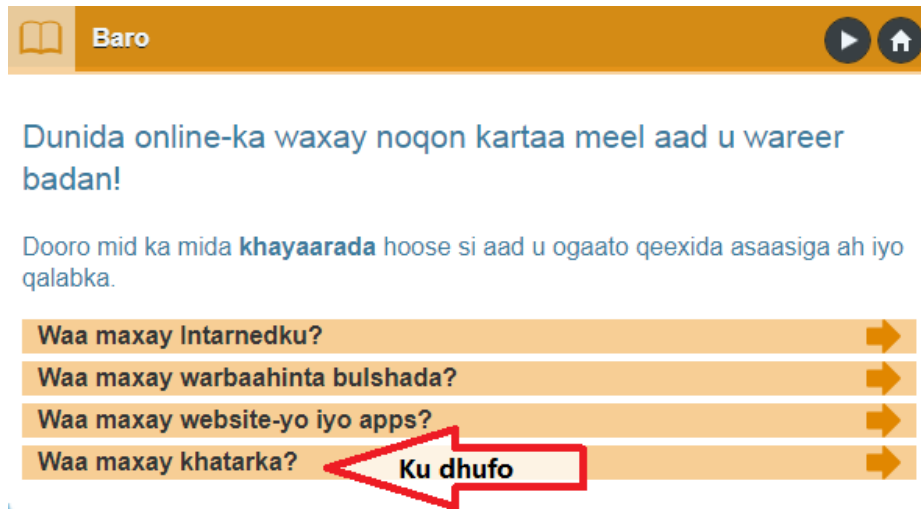 Baro
Dunida online-ka waxay noqon kartaa meel aad u wareer
badan!
Dooro mid ka mida khayaarada hoose si aad u ogaato qeexida asaasiga ah iyo
qalabka.
Waa maxay Intarnedku?
Waa maxay warbaahinta bulshada?
Waa maxay website-yo iyo apps?
Waa maxay khatarka?
Ku dhufo